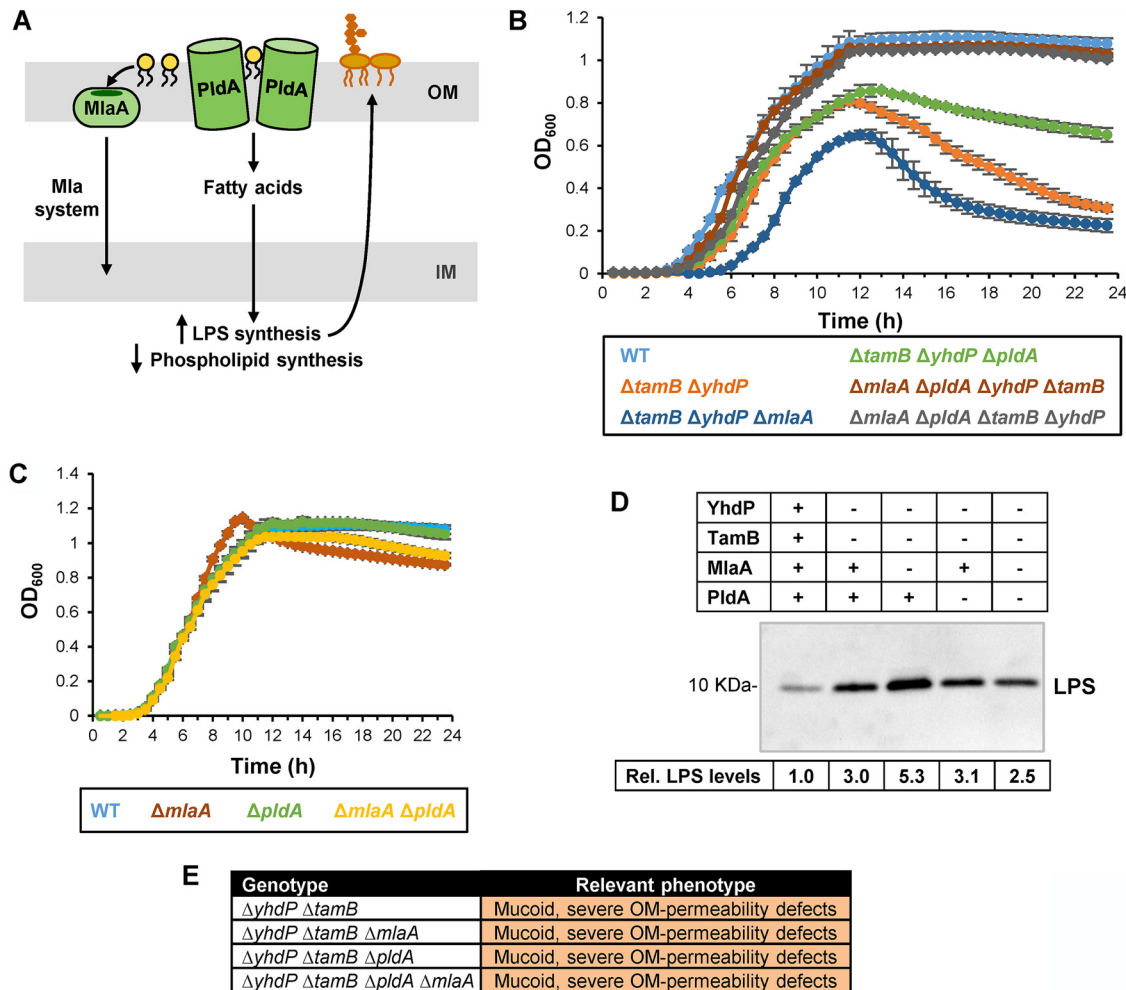 A
PldA
PldA
MlaA
OM
Mla
system
Fatty acids
IM
↑ LPS synthesis
↓ Phospholipid synthesis
B
OD600
1.2
1
0.8
0.6
0.4
0.2
0
0 2 4 6 8 10 12 14 16 18 20 22 24
Time (h)
WT
ΔtamB ΔyhdP
ΔtamB ΔyhdP ΔmlaA
ΔtamB ΔyhdP ΔpldA
ΔmlaA ΔpldA ΔyhdP ΔtamB
ΔmlaA ΔpldA ΔtamB ΔyhdP
C
OD600
1.4
1.2
1
0.8
0.6
0.4
0.2
0
0 2 4 6 8 10 12 14 16 18 20 22 24
Time (h)
WT ΔmlaA ΔpldA ΔmlaA ΔpldA
D
YhdP + - - - -
TamB + - - - -
MlaA + + - + -
PldA + + + - -
10 KDa-
LPS
Rel. LPS levels 1.0 3.0 5.3 3.1 2.5
E
Genotype Relevant phenotype
ΔyhdP ΔtamB Mucoid, severe OM-permeability defects
ΔyhdP ΔtamB ΔmlaA Mucoid, severe OM-permeability defects
ΔyhdP ΔtamB ΔpldA Mucoid, severe OM-permeability defects
ΔyhdP ΔtamB ΔpldA ΔmlaA Mucoid, severe OM-permeability defects